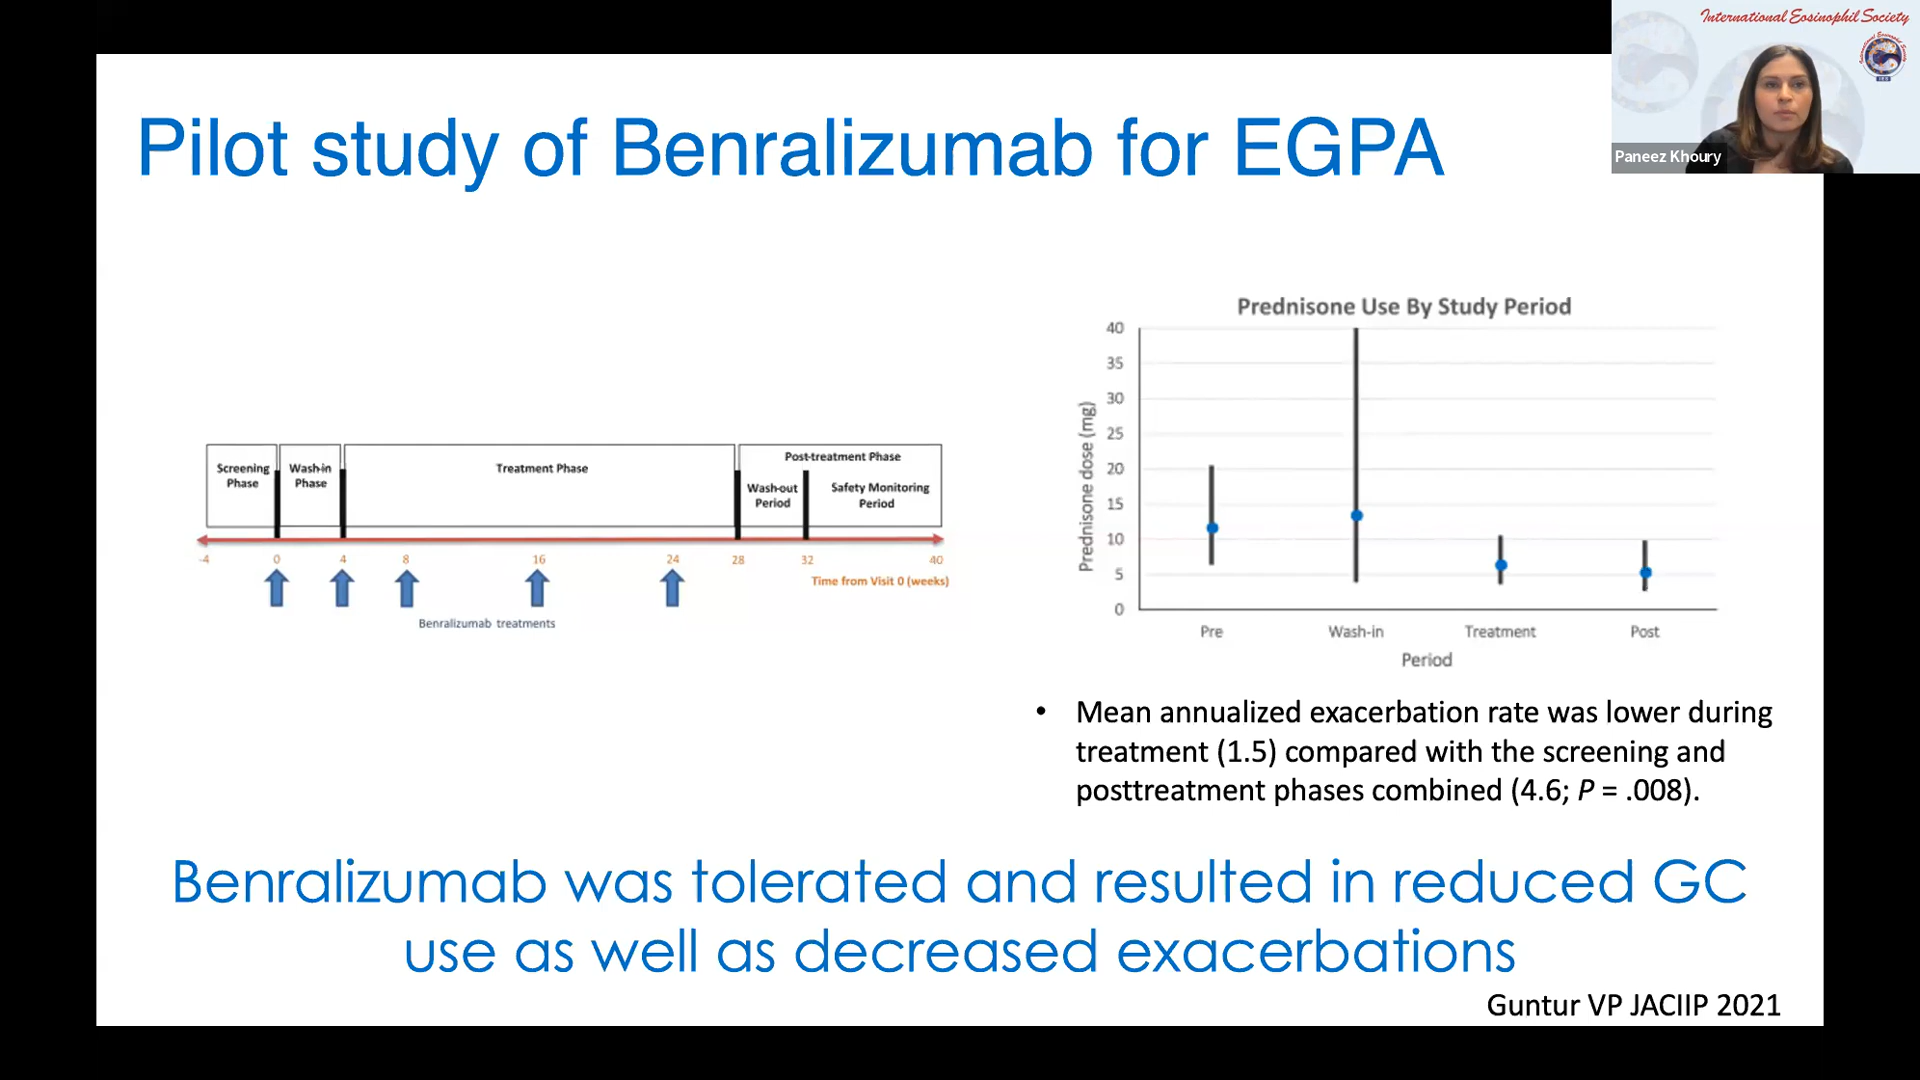 International Eosinophil Society
Paneez Khoury
Pilot study of Benralizumab for EGPA
Screening
Phase
Wash-in
Phase
Treatment Phase
Post-treatment Phase
Wash-out
Period
Safety Monitoring
Period
-4 0 4 8 16 24 28 32 40
Time from Visit 0 (weeks)
Benralizumab treatments
Prednisone Use By Study Period
Prednisone dose (mg)
40
35
30
25
20
15
10
5
0
Pre Wash-in Treatment Post
Period
• Mean annualized exacerbation rate was lower during
treatment (1.5) compared with the screening and
posttreatment phases combined (4.6; P = .008).
Benralizumab was tolerated and resulted in reduced GC
use as well as decreased exacerbations
Guntur VP JACIIP 2021